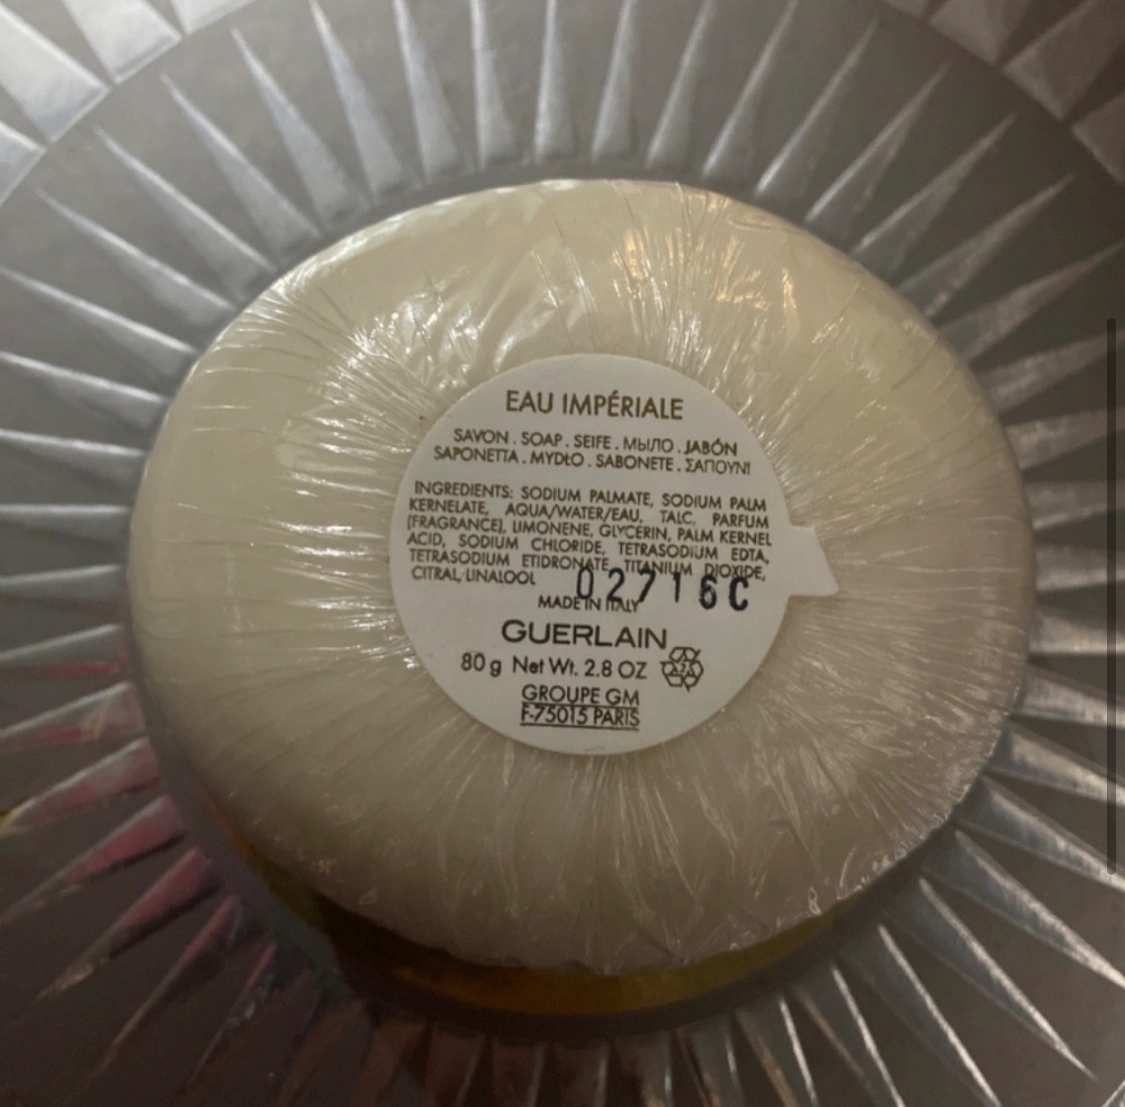 EAU IMPÉRIALE
SAVON . SOAP . SEIFE . МЫЛО . JABÓN
SAPONETTA . MYDŁO . SABONETE . ΣΑΠΟΥΝΙ
INGREDIENTS: SODIUM PALMATE, SODIUM PALM
KERNELATE, AQUA/WATER/EAU, TALC, PARFUM
(FRAGRANCE), LIMONENE, GLYCERIN, PALM KERNEL
ACID, SODIUM CHLORIDE, TETRASODIUM EDTA,
TETRASODIUM ETIDRONATE, TITANIUM DIOXIDE,
CITRAL, LINALOOL
02716C
MADE IN ITALY
GUERLAIN
80 g Net Wt. 2.8 OZ
GROUPE GM
F-75015 PARIS